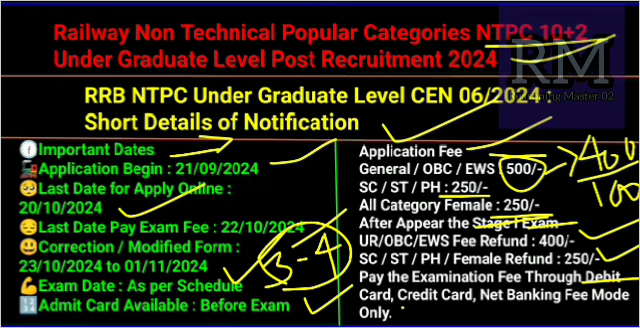 Railway Non Technical Popular Categories NTPC 10+2
Under Graduate Level Post Recruitment 2024
RM
Learning Master 02
RRB NTPC Under Graduate Level CEN 06/2024 :
Short Details of Notification
Important Dates
Application Begin : 21/09/2024
Last Date for Apply Online :
20/10/2024
Last Date Pay Exam Fee : 22/10/2024
Correction / Modified Form :
23/10/2024 to 01/11/2024
Exam Date : As per Schedule
Admit Card Available : Before Exam
3-4
Application Fee
General / OBC / EWS : 500/-
SC / ST / PH : 250/-
All Category Female : 250/-
After Appear the Stage I Exam
UR/OBC/EWS Fee Refund : 400/-
SC / ST / PH / Female Refund : 250/-
Pay the Examination Fee Through Debit
Card, Credit Card, Net Banking Fee Mode
Only.
400
100